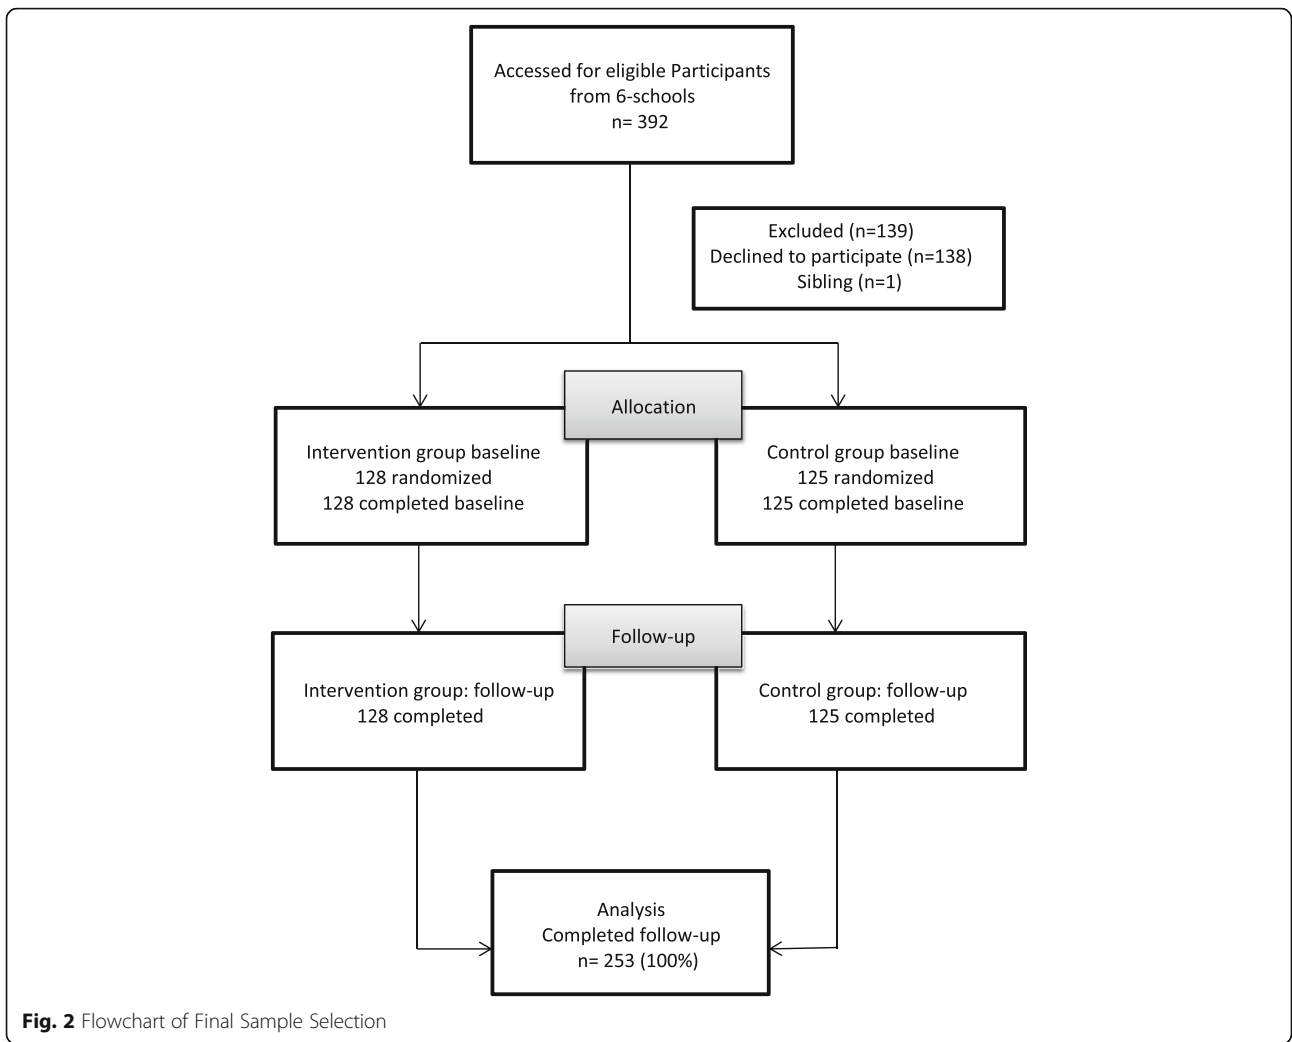 Accessed for eligible Participants
from 6-schools
n= 392
Excluded (n=139)
Declined to participate (n=138)
Sibling (n=1)
Allocation
Intervention group baseline
128 randomized
128 completed baseline
Control group baseline
125 randomized
125 completed baseline
Follow-up
Intervention group: follow-up
128 completed
Control group: follow-up
125 completed
Analysis
Completed follow-up
n= 253 (100%)
Fig. 2 Flowchart of Final Sample Selection